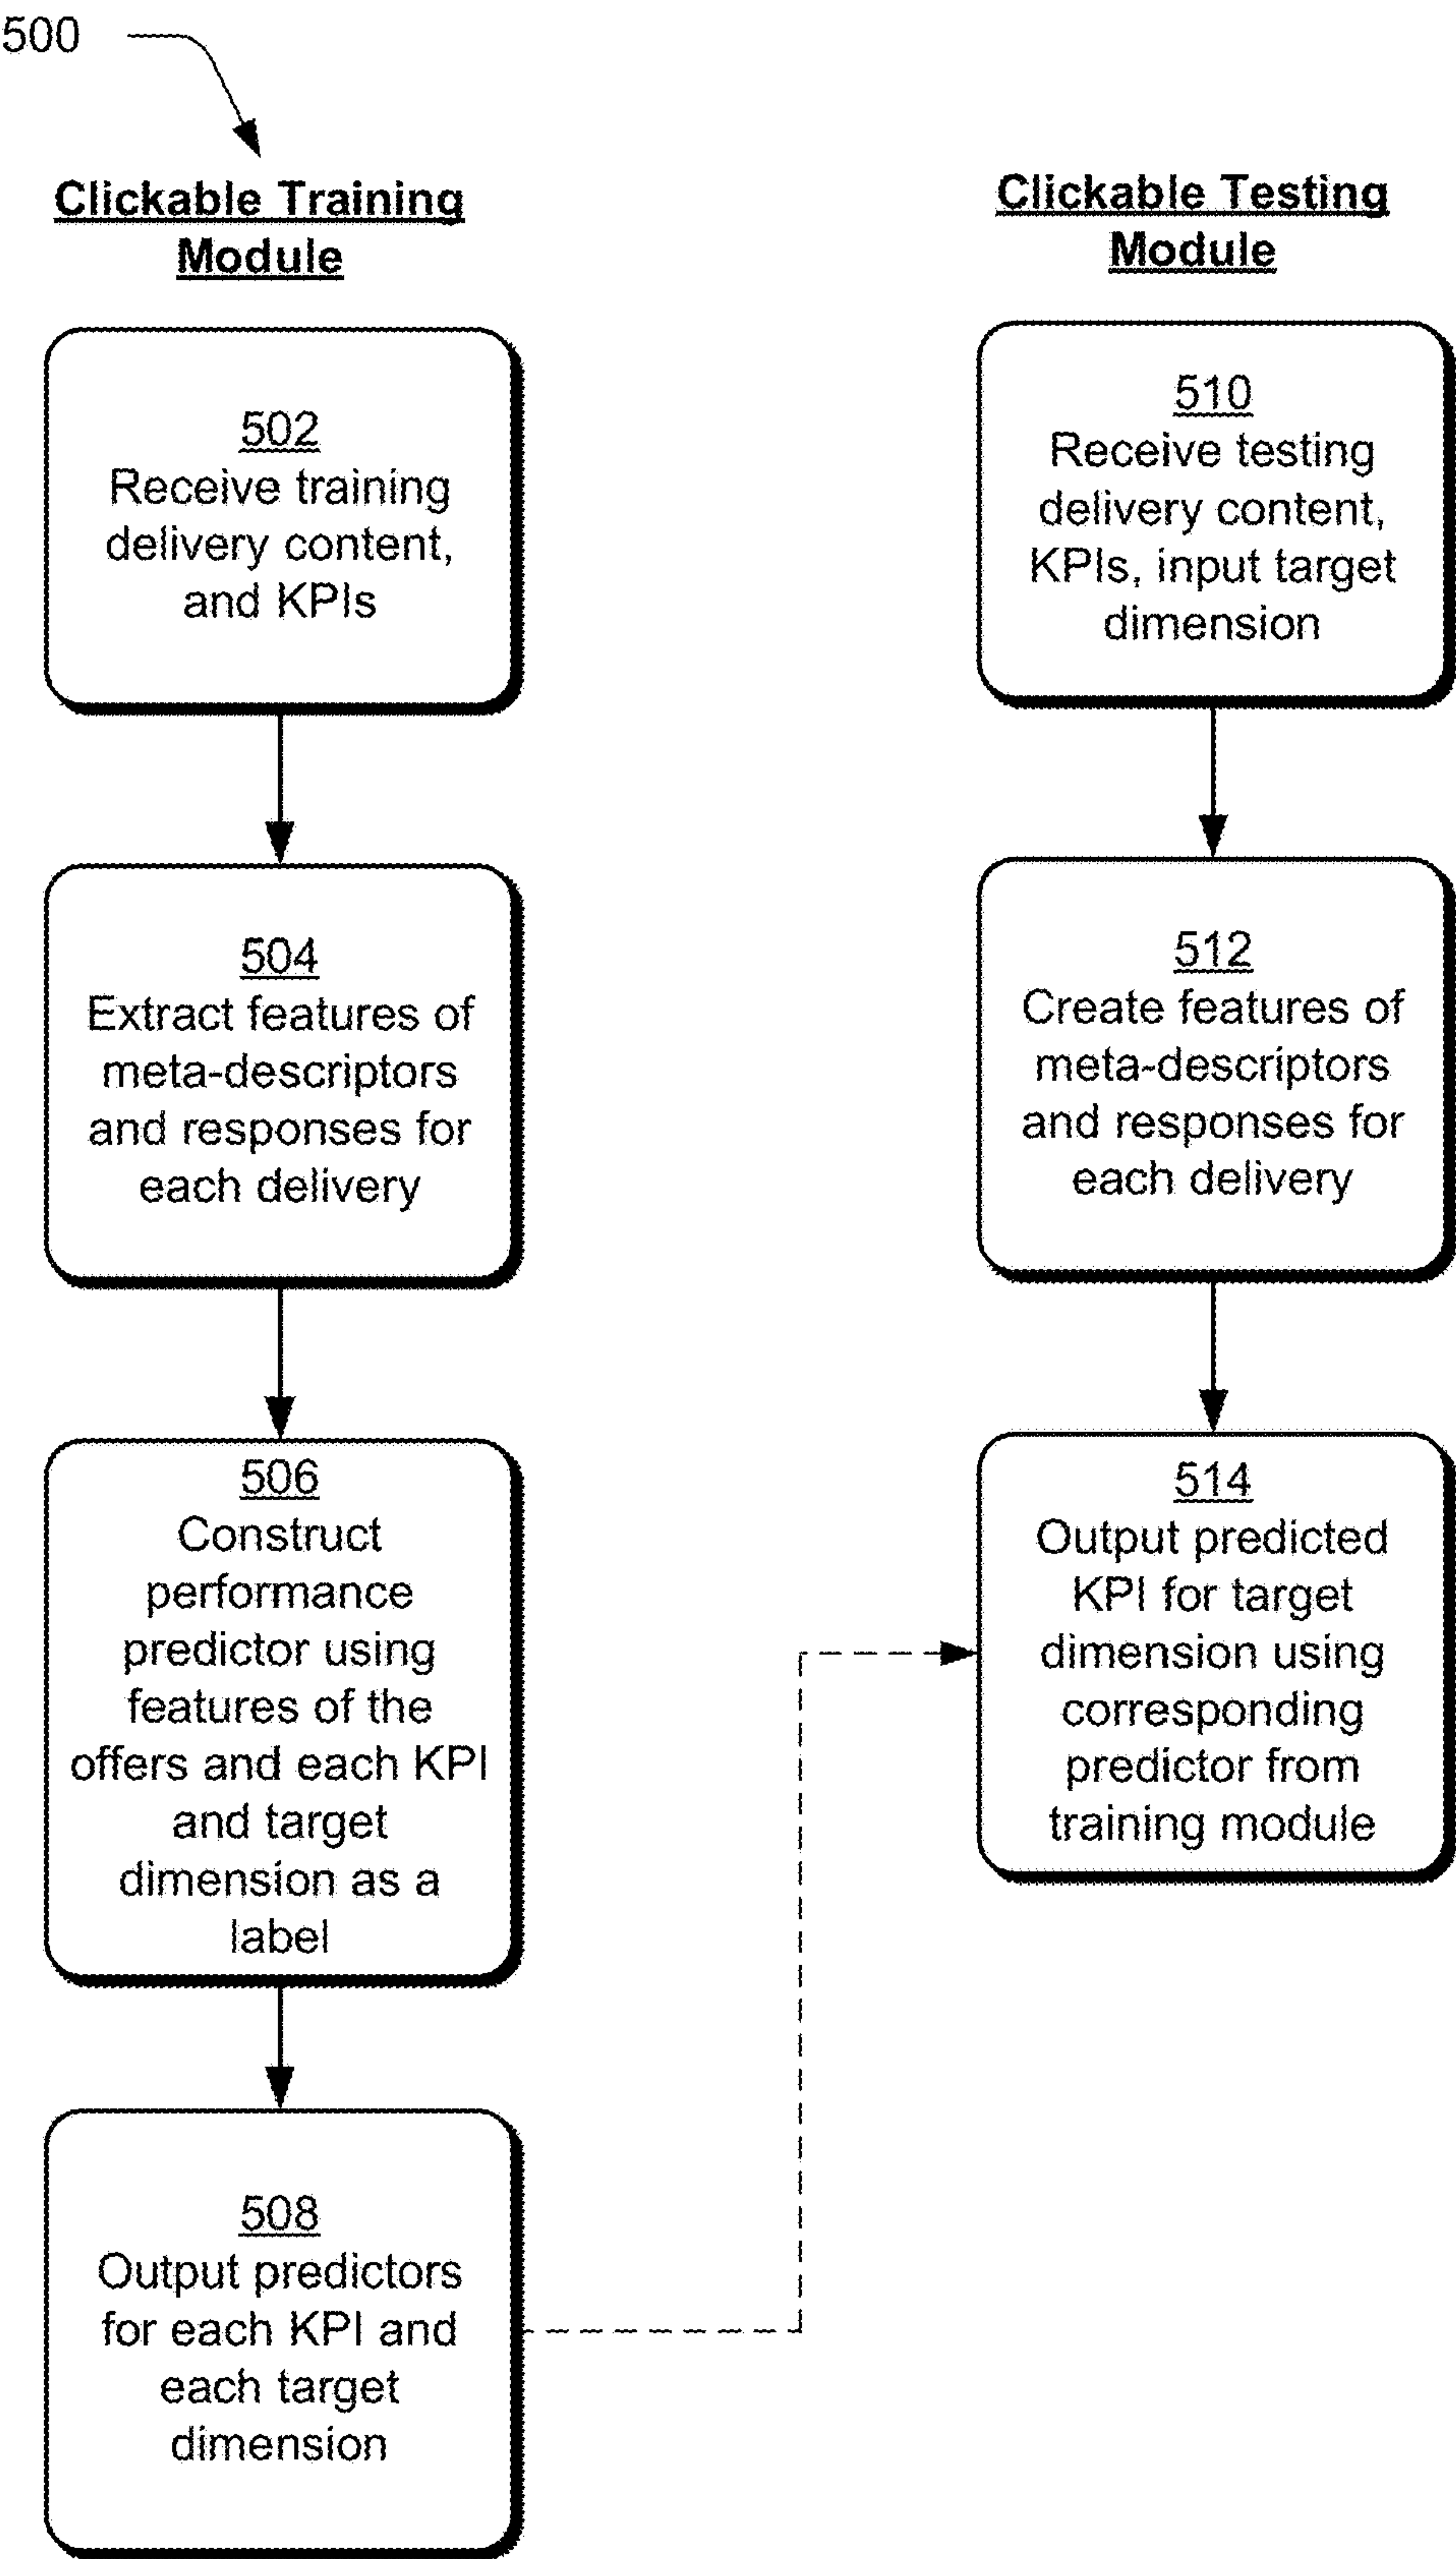 500
Clickable Training
Module
502
Receive training
delivery content,
and KPIs
504
Extract features of
meta-descriptors
and responses for
each delivery
506
Construct
performance
predictor using
features of the
offers and each KPI
and target
dimension as a
label
508
Output predictors
for each KPI and
each target
dimension
Clickable Testing
Module
510
Receive testing
delivery content,
KPIs, input target
dimension
512
Create features of
meta-descriptors
and responses for
each delivery
514
Output predicted
KPI for target
dimension using
corresponding
predictor from
training module